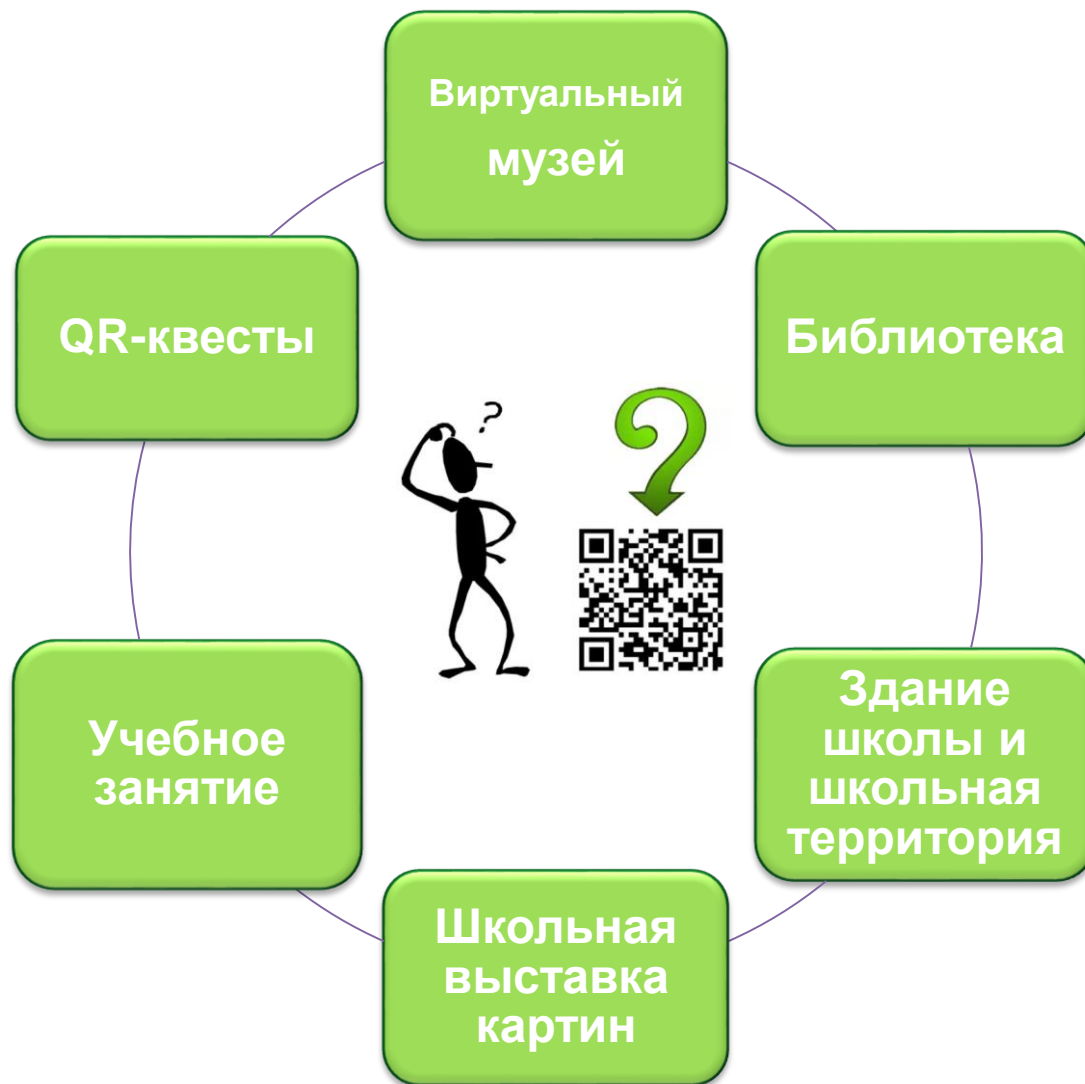 Виртуальный
музей
QR-квесты
Библиотека
?
Учебное
занятие
Здание
школы и
школьная
территория
Школьная
выставка
картин